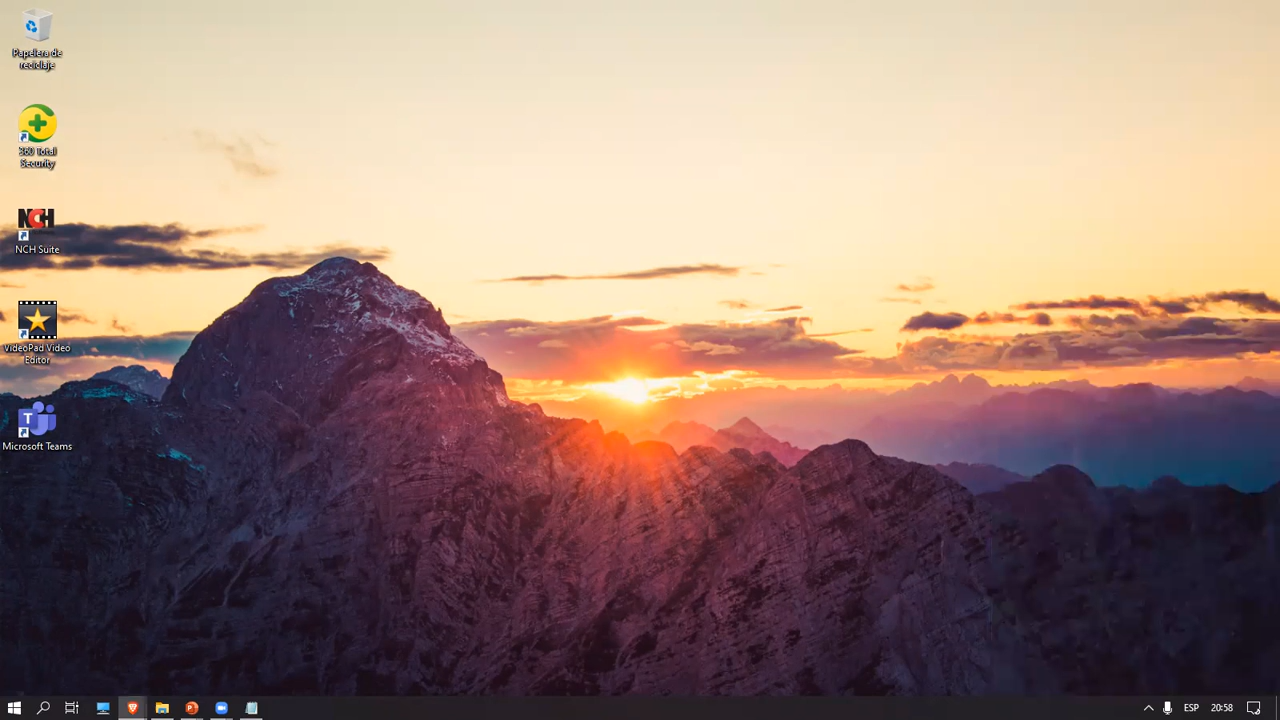 Papelera de
reciclaje
360 Total
Security
NCH
NCH Suite
VideoPad Video
Editor
T
Microsoft Teams
P
ESP
20:58